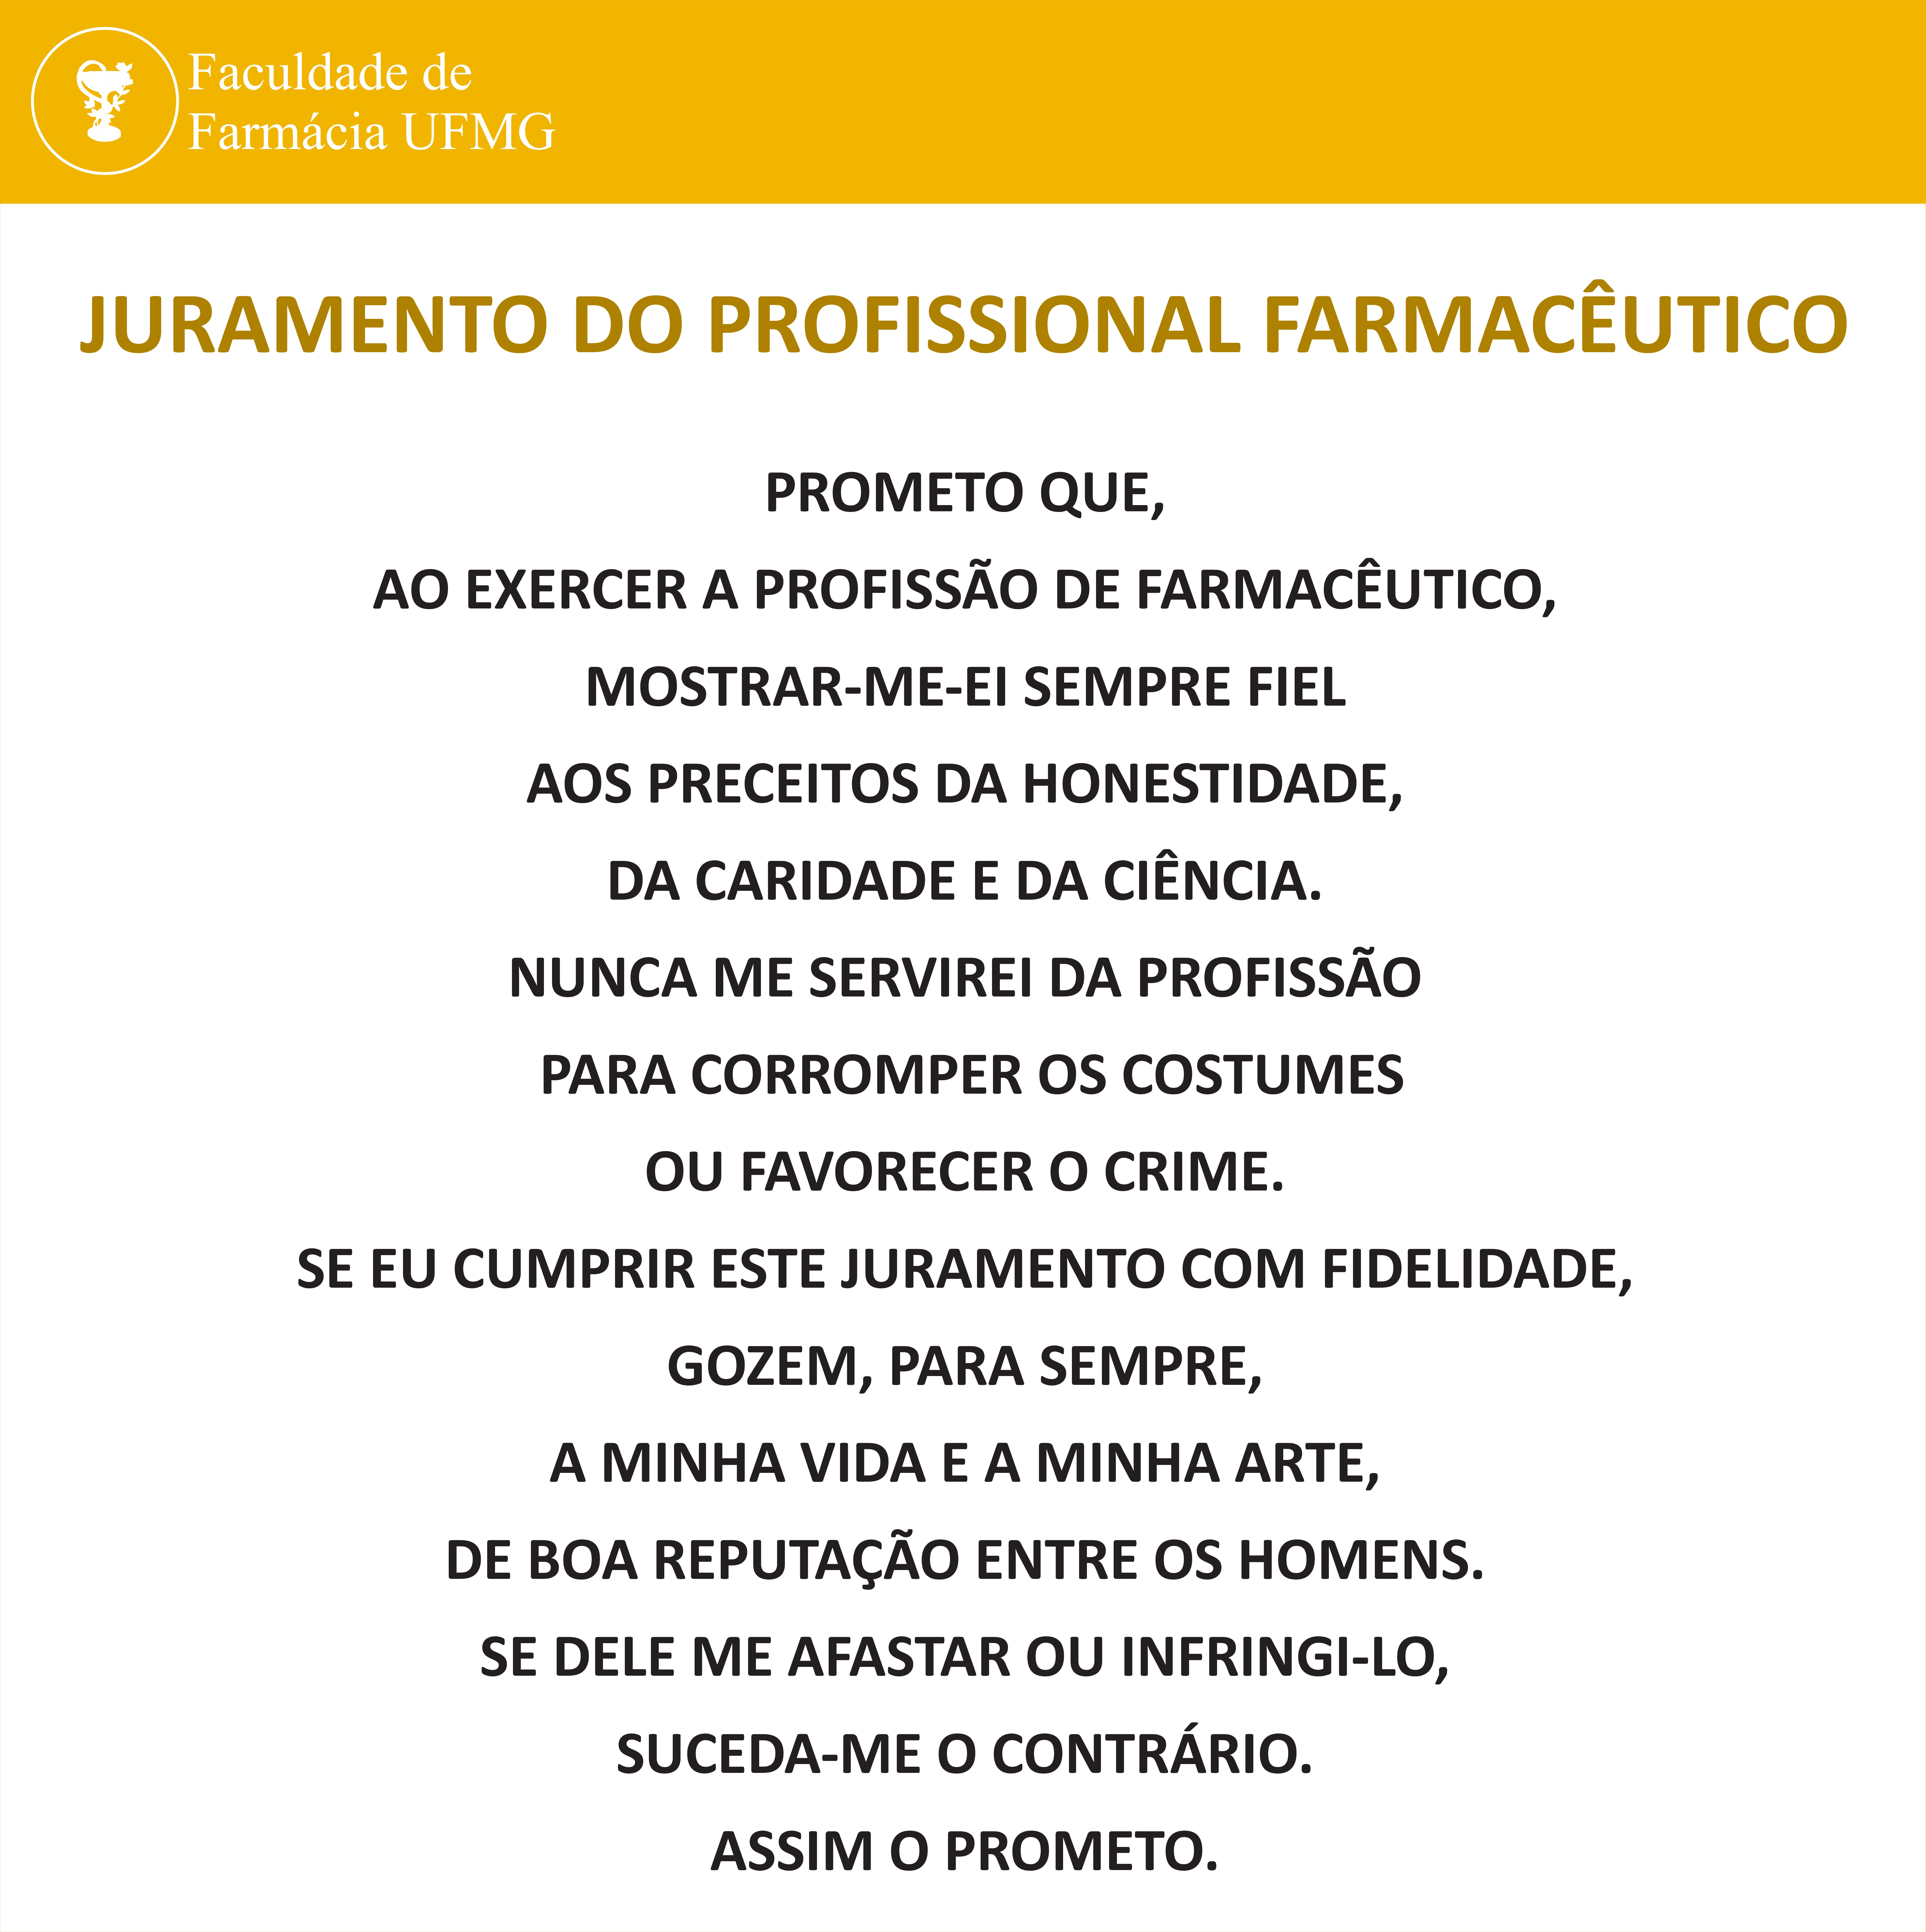 Faculdade de
Farmácia UFMG
JURAMENTO DO PROFISSIONAL FARMACÊUTICO
PROMETO QUE,
AO EXERCER A PROFISSÃO DE FARMACÊUTICO,
MOSTRAR-ME-EI SEMPRE FIEL
AOS PRECEITOS DA HONESTIDADE,
DA CARIDADE E DA CIÊNCIA.
NUNCA ME SERVIREI DA PROFISSÃO
PARA CORROMPER OS COSTUMES
OU FAVORECER O CRIME.
SE EU CUMPRIR ESTE JURAMENTO COM FIDELIDADE,
GOZEM, PARA SEMPRE,
A MINHA VIDA E A MINHA ARTE,
DE BOA REPUTAÇÃO ENTRE OS HOMENS.
SE DELE ME AFASTAR OU INFRINGI-LO,
SUCEDA-ME O CONTRÁRIO.
ASSIM O PROMETO.